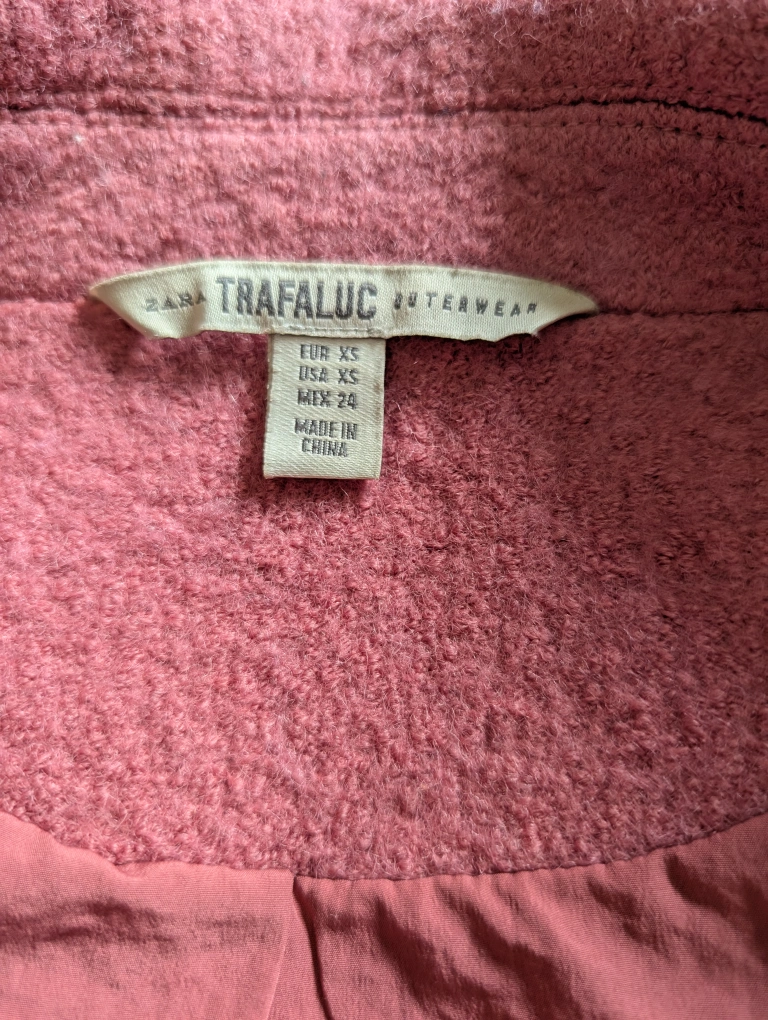 ZARA TRAFALUC OUTERWEAR
EUR XS
USA XS
MEX 24
MADE IN
CHINA